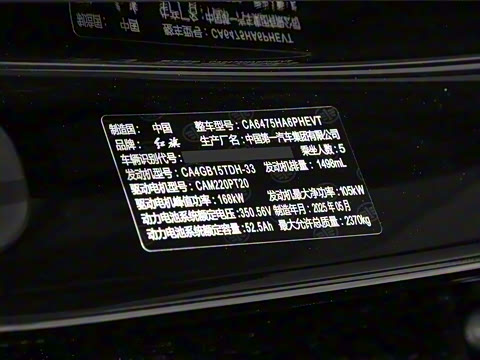 制造国：中国 整车型号：CA6475HA6PHEVT
品牌：红旗 生产厂名：中国第一汽车集团有限公司
车辆识别代号： 乘坐人数：5
发动机型号：CAAGB15TDH-33 发动机排量：1498mL
驱动电机型号：CAM220PT20
驱动电机峰值功率：168kW 发动机最大净功率：105kW
动力电池系统额定电压：350.56V 制造年月：2025年05月
动力电池系统额定容量：52.5Ah 最大允许总质量：2370kg